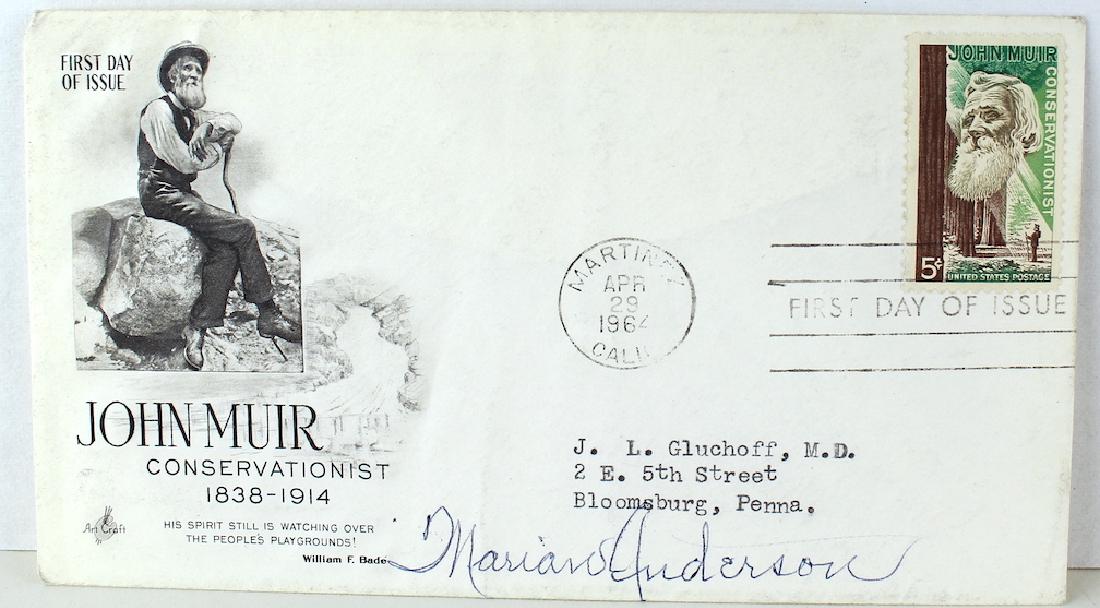 FIRST DAY
OF ISSUE
JOHN MUIR
CONSERVATIONIST
1838-1914
HIS SPIRIT STILL IS WATCHING OVER
THE PEOPLE'S PLAYGROUNDS!
William F. Bade
Art Craft
JOHN MUIR
CONSERVATIONIST
5¢
UNITED STATES POSTAGE
MARTINEZ
APR
29
1964
CALIF
FIRST DAY OF ISSUE
J. L. Gluchoff, M.D.
2 E. 5th Street
Bloomsburg, Penna.
Marian Anderson